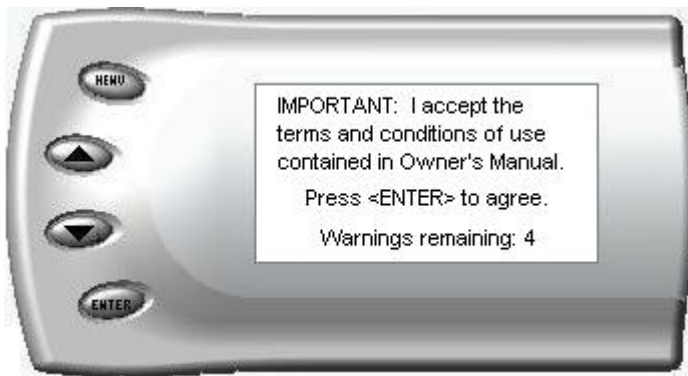 MENU
IMPORTANT: I accept the
terms and conditions of use
contained in Owner's Manual.
Press <ENTER> to agree.
Warnings remaining: 4
ENTER